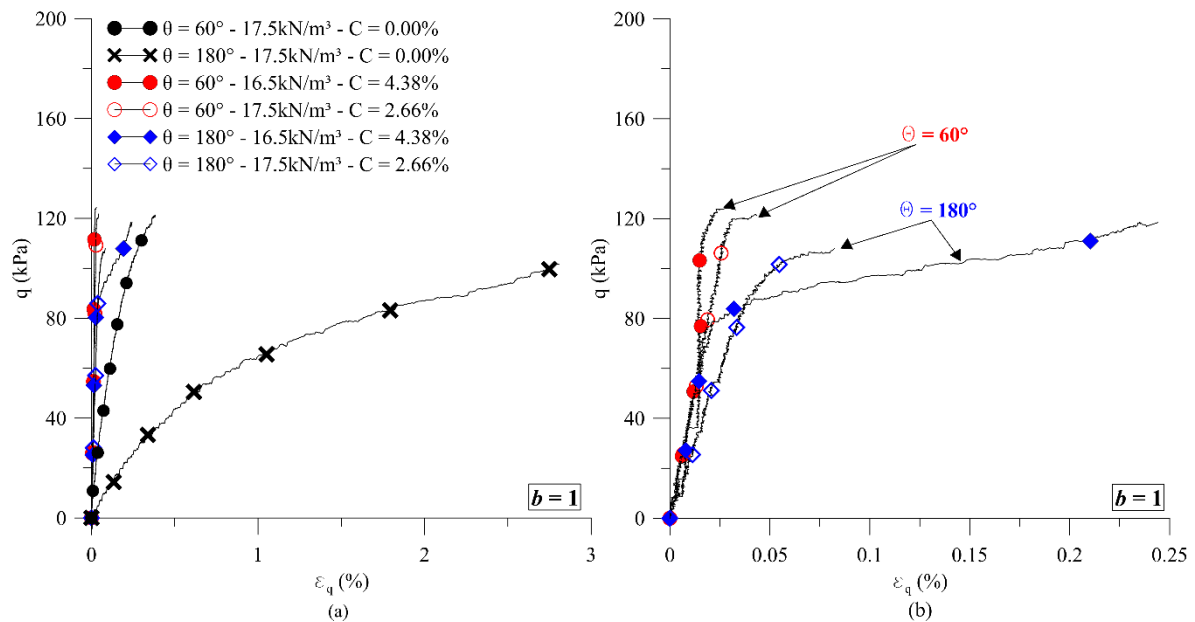 200
160
120
80
40
0
q (kPa)
θ = 60° - 17.5kN/m³ - C = 0.00%
θ = 180° - 17.5kN/m³ - C = 0.00%
θ = 60° - 16.5kN/m³ - C = 4.38%
θ = 60° - 17.5kN/m³ - C = 2.66%
θ = 180° - 16.5kN/m³ - C = 4.38%
θ = 180° - 17.5kN/m³ - C = 2.66%
b = 1
0 1 2 3
εq (%)
(a)
200
160
120
80
40
0
q (kPa)
Θ = 60°
Θ = 180°
b = 1
0 0.05 0.1 0.15 0.2 0.25
εq (%)
(b)